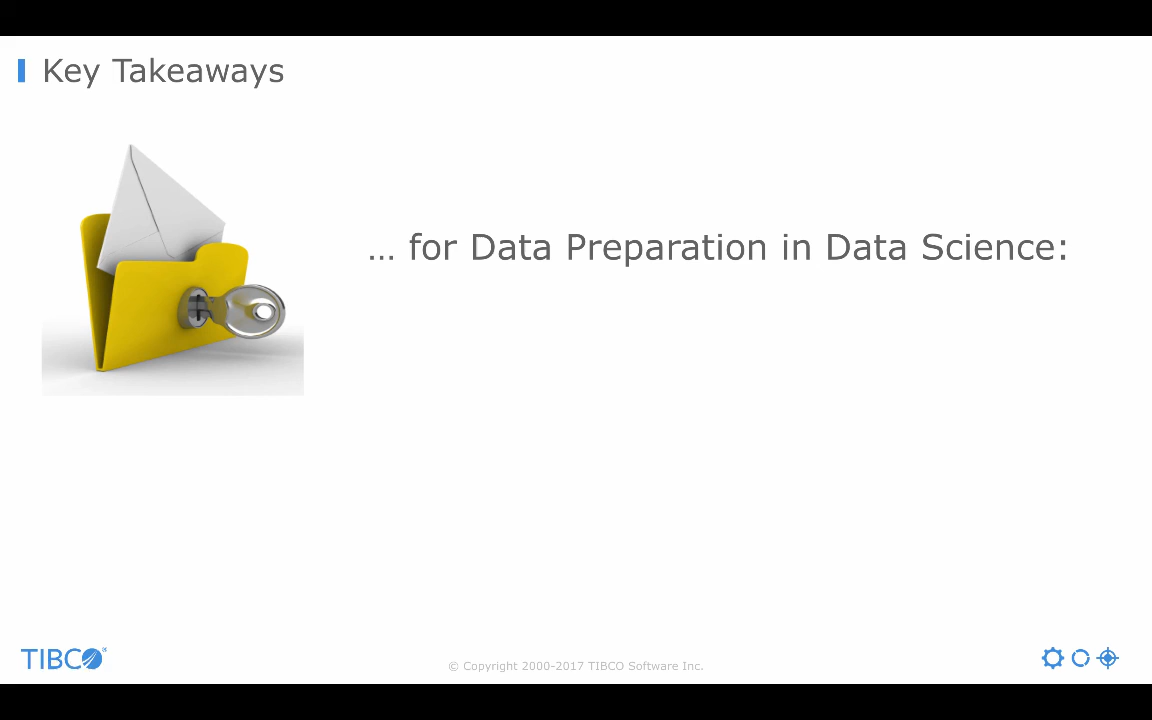 Key Takeaways
... for Data Preparation in Data Science:
TIBCO®
© Copyright 2000-2017 TIBCO Software Inc.